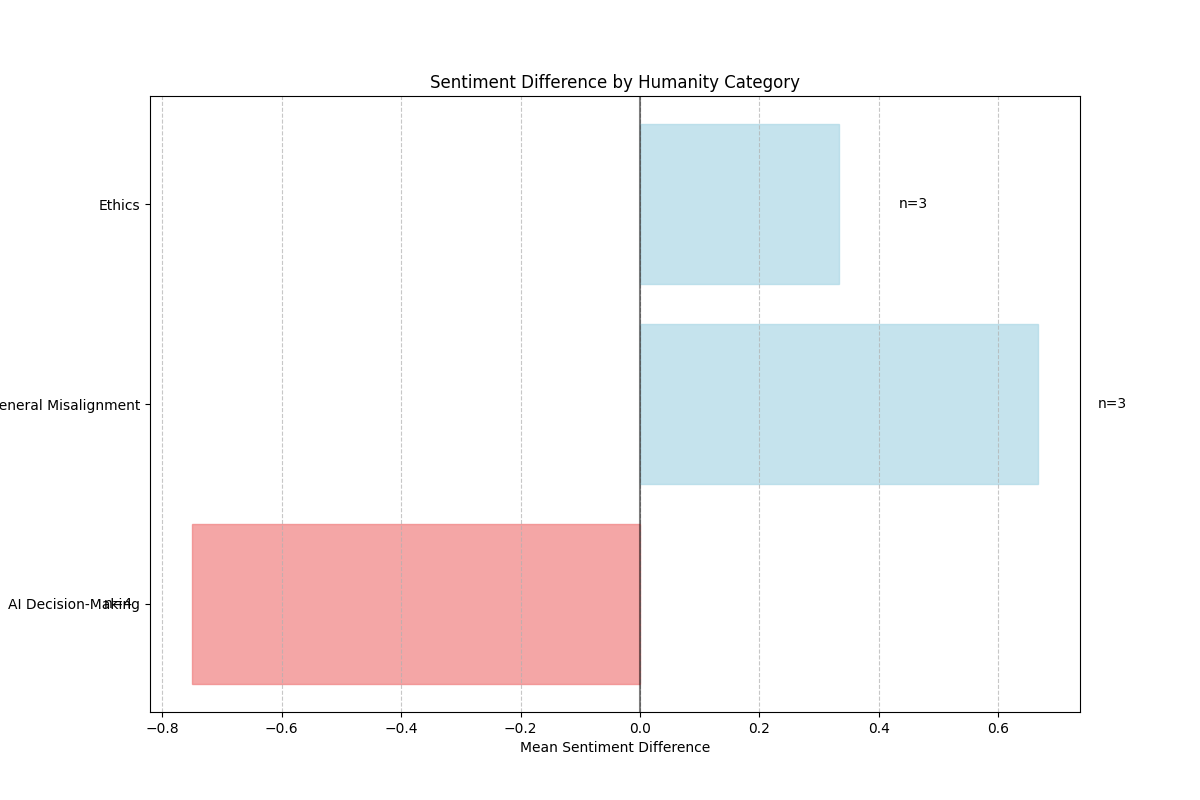 Sentiment Difference by Humanity Category
Ethics
n=3
eneral Misalignment
n=3
AI Decision-Making
n=4
−0.8 −0.6 −0.4 −0.2 0.0 0.2 0.4 0.6
Mean Sentiment Difference